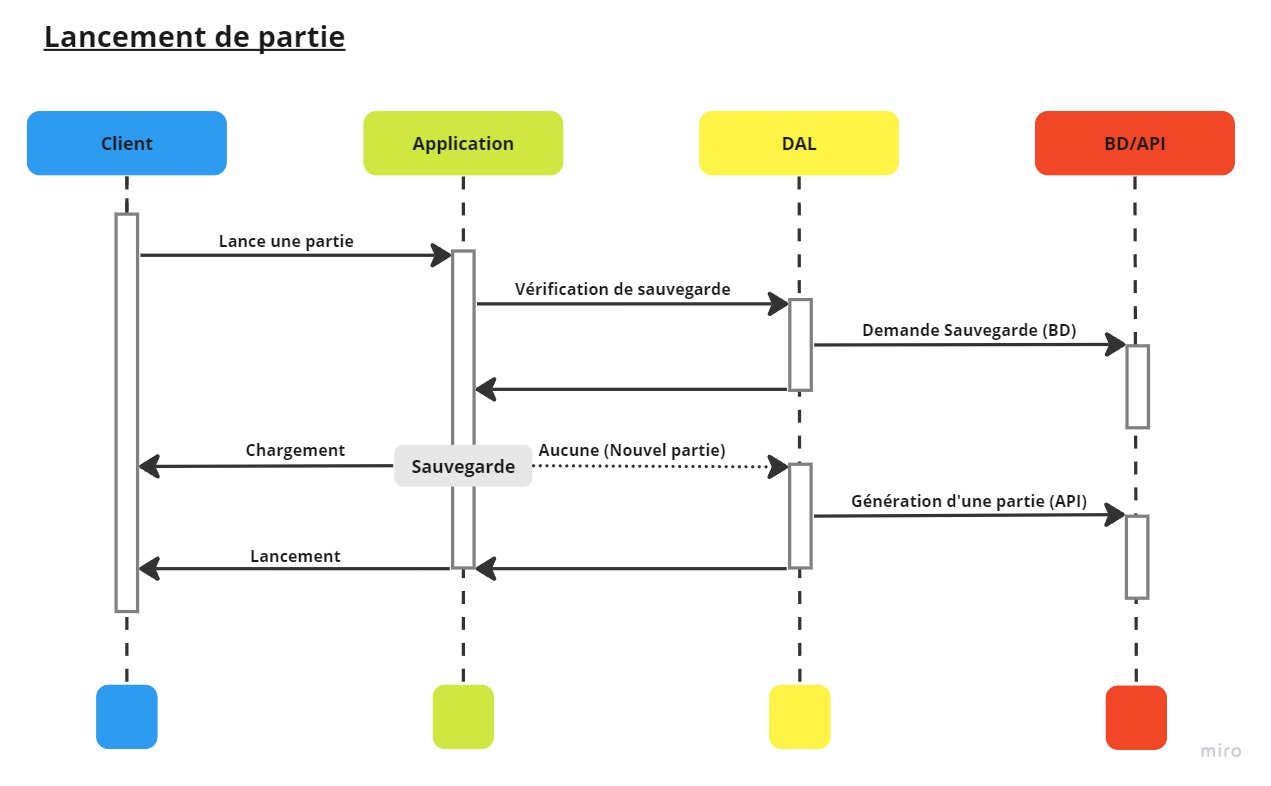 Lancement de partie
Client
Application
DAL
BD/API
Lance une partie
Vérification de sauvegarde
Demande Sauvegarde (BD)
Chargement
Sauvegarde
Aucune (Nouvel partie)
Génération d'une partie (API)
Lancement
miro